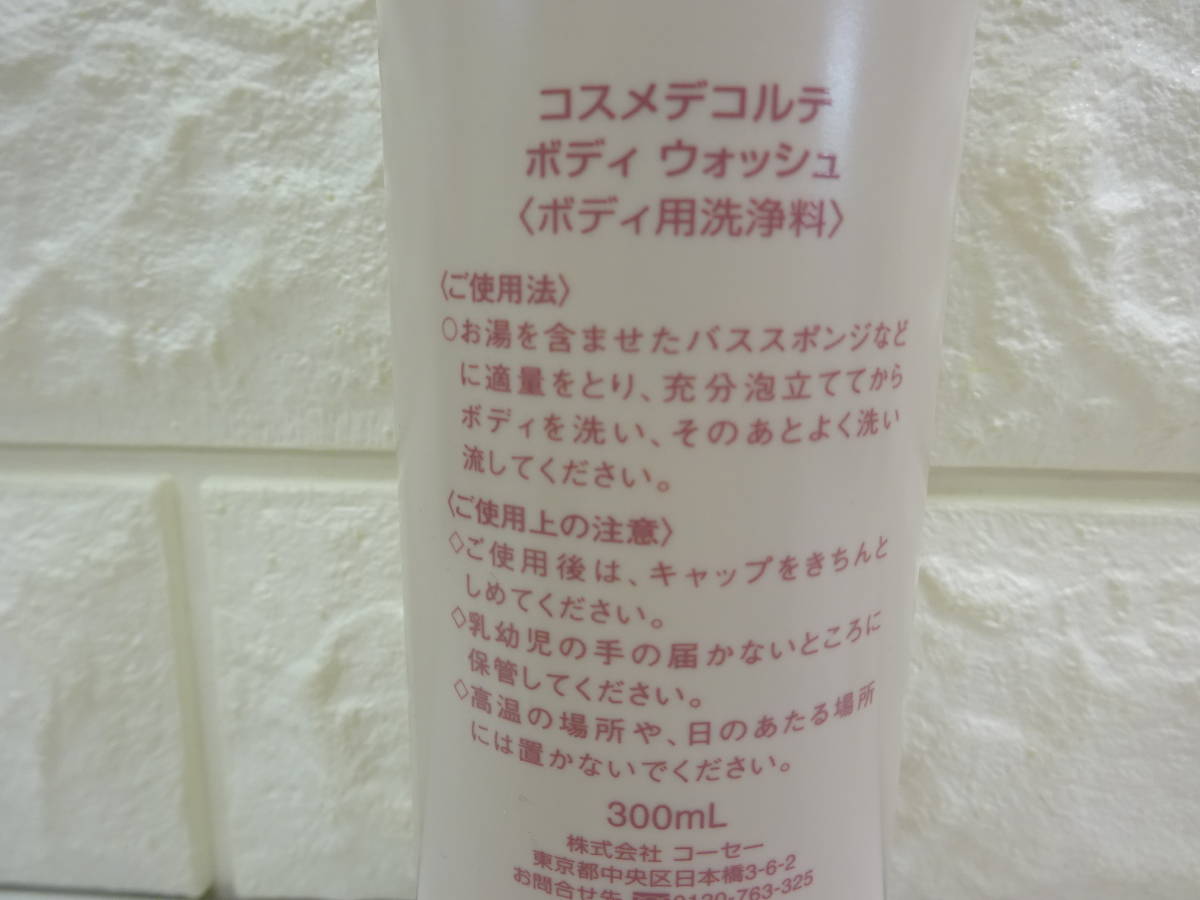 コスメデコルテ
ボディ ウォッシュ
〈ボディ用洗浄料〉
〈ご使用法〉
○お湯を含ませたバススポンジなど
に適量をとり、充分泡立ててから
ボディを洗い、そのあとよく洗い
流してください。
〈ご使用上の注意〉
◇ご使用後は、キャップをきちんと
しめてください。
◇乳幼児の手の届かないところに
保管してください。
◇高温の場所や、日のあたる場所
には置かないでください。
300mL
株式会社 コーセー
東京都中央区日本橋3-6-2
お問合せ先 0120-763-325